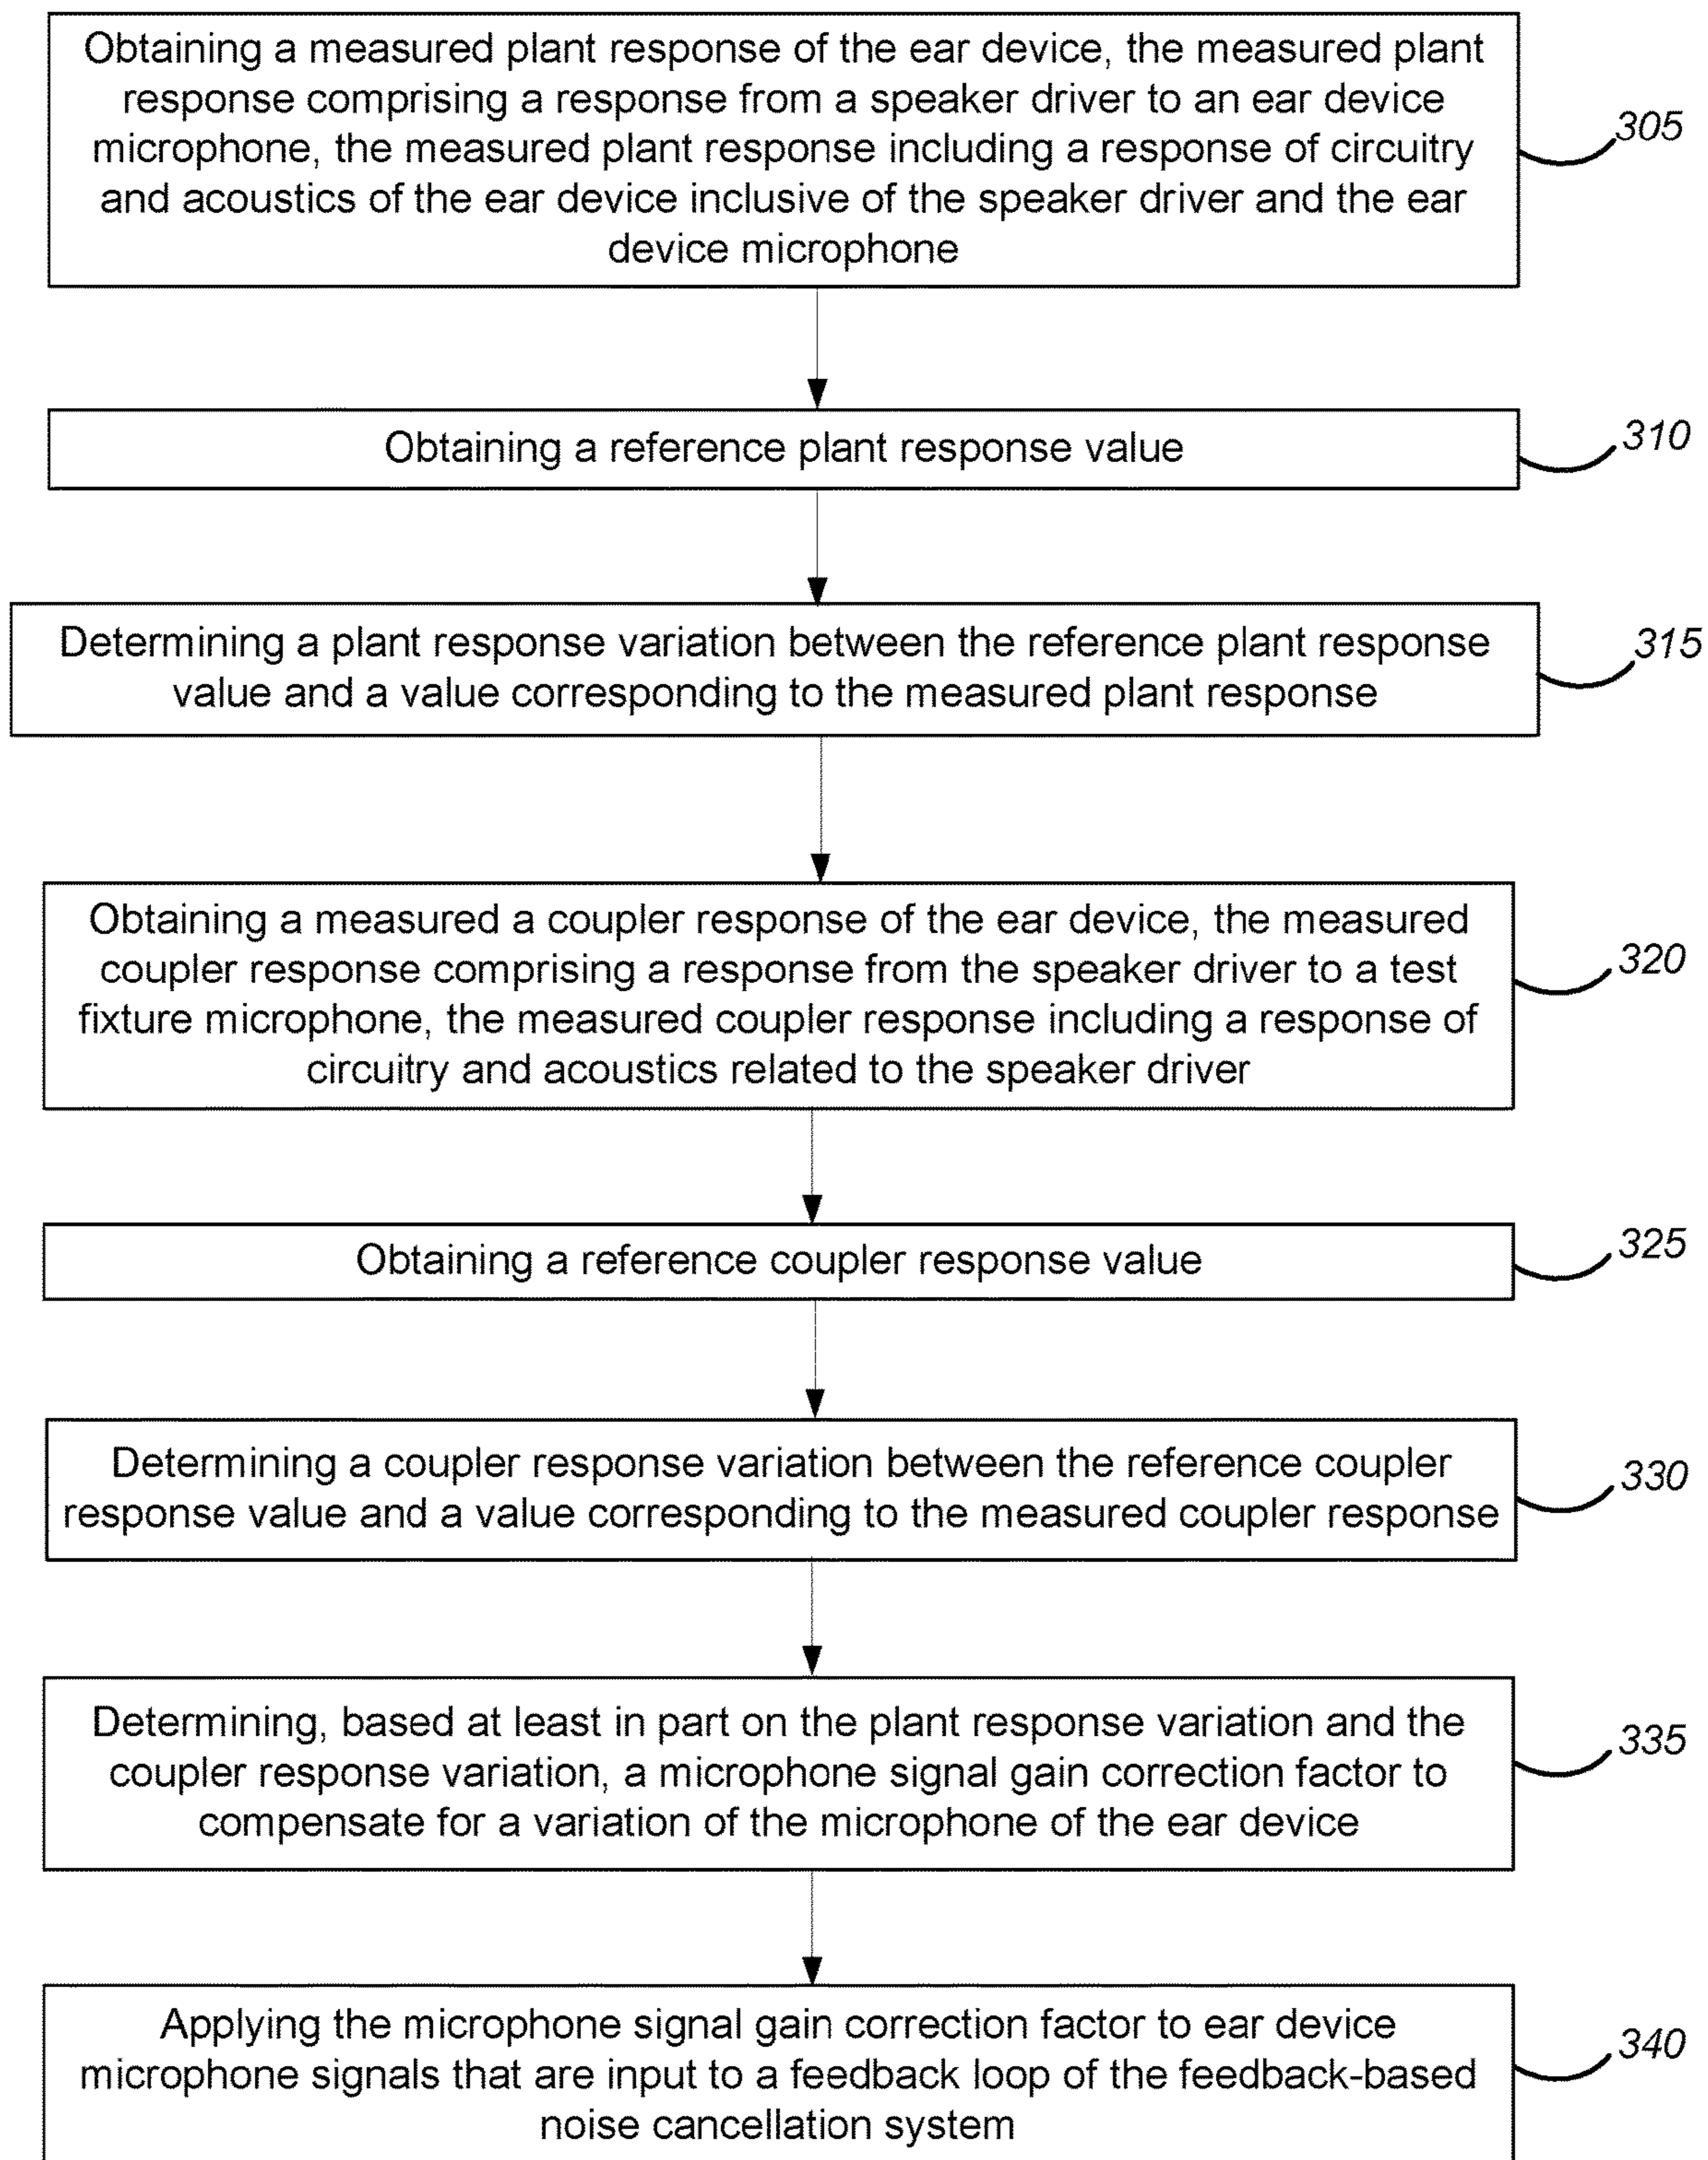 Obtaining a measured plant response of the ear device, the measured plant
response comprising a response from a speaker driver to an ear device
microphone, the measured plant response including a response of circuitry
and acoustics of the ear device inclusive of the speaker driver and the ear
device microphone
305
Obtaining a reference plant response value
310
Determining a plant response variation between the reference plant response
value and a value corresponding to the measured plant response
315
Obtaining a measured a coupler response of the ear device, the measured
coupler response comprising a response from the speaker driver to a test
fixture microphone, the measured coupler response including a response of
circuitry and acoustics related to the speaker driver
320
Obtaining a reference coupler response value
325
Determining a coupler response variation between the reference coupler
response value and a value corresponding to the measured coupler response
330
Determining, based at least in part on the plant response variation and the
coupler response variation, a microphone signal gain correction factor to
compensate for a variation of the microphone of the ear device
335
Applying the microphone signal gain correction factor to ear device
microphone signals that are input to a feedback loop of the feedback-based
noise cancellation system
340